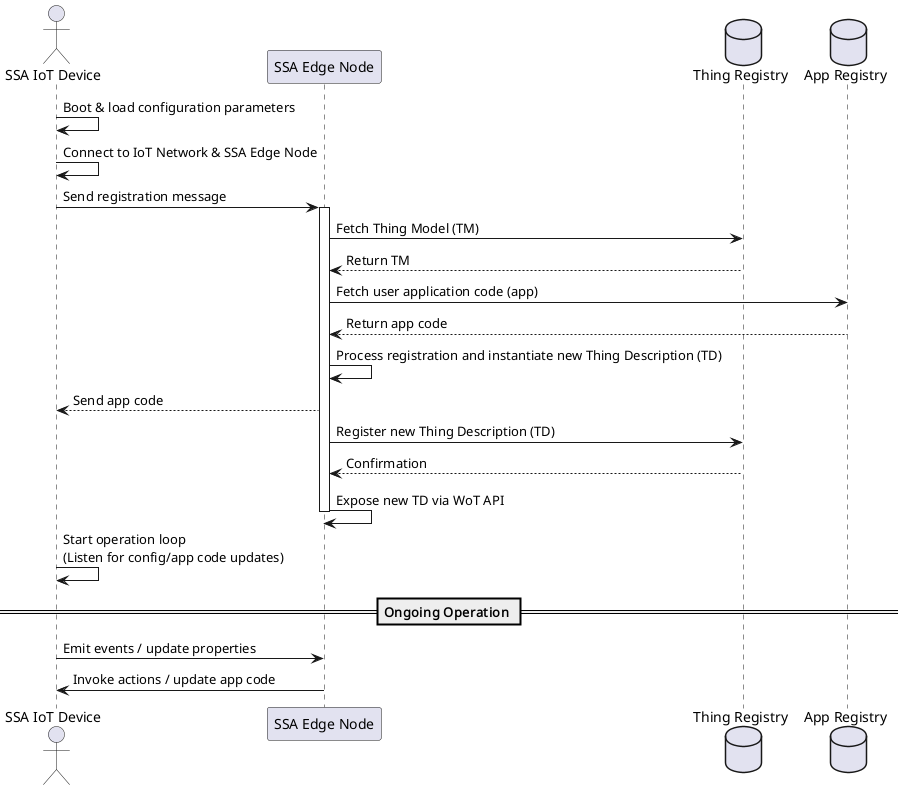 SSA IoT Device
SSA Edge Node
Thing Registry
App Registry
Boot & load configuration parameters
Connect to IoT Network & SSA Edge Node
Send registration message
Fetch Thing Model (TM)
Return TM
Fetch user application code (app)
Return app code
Process registration and instantiate new Thing Description (TD)
Send app code
Register new Thing Description (TD)
Confirmation
Expose new TD via WoT API
Start operation loop
(Listen for config/app code updates)
Ongoing Operation
Emit events / update properties
Invoke actions / update app code
SSA IoT Device
SSA Edge Node
Thing Registry
App Registry